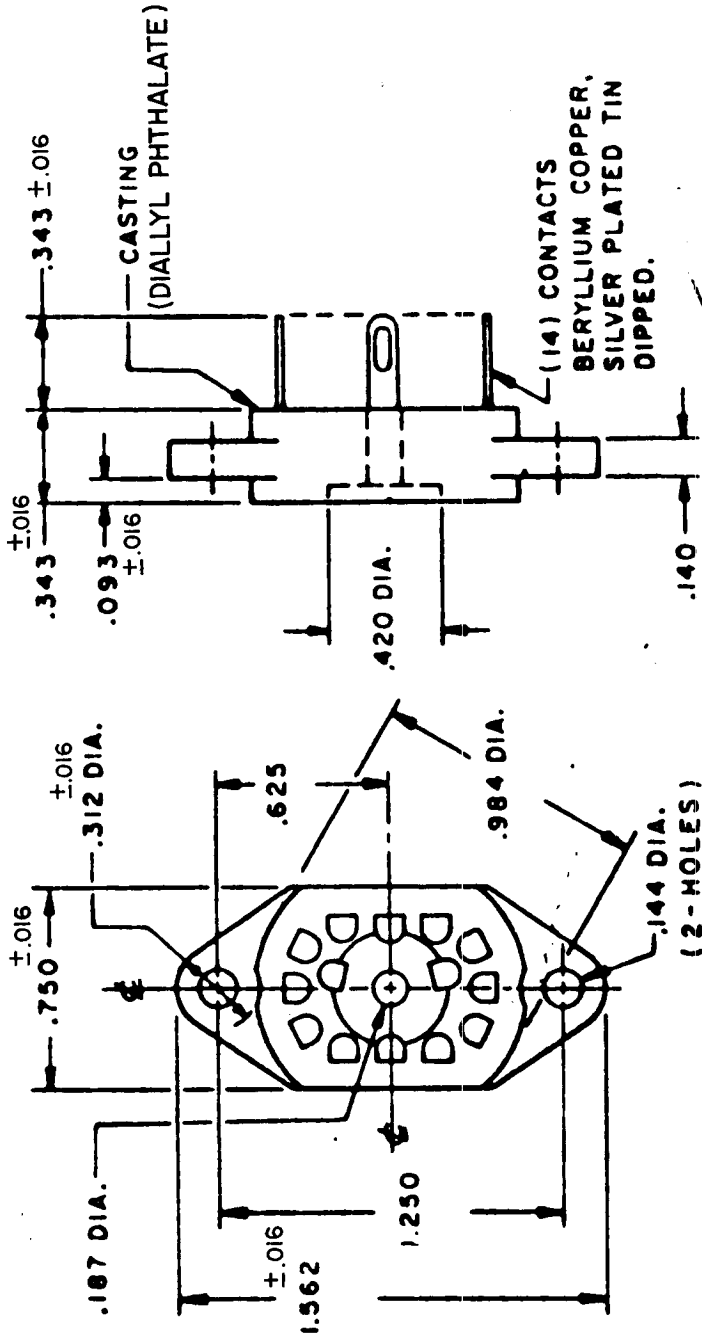 .187 DIA.
±.016
.750
±.016
.312 DIA.
.625
±.016
1.562
1.250
.984 DIA.
.144 DIA.
(2-HOLES)
±.016
.343
.093
±.016
.343 ±.016
CASTING
(DIALLYL PHTHALATE)
.420 DIA.
.140
(14) CONTACTS
BERYLLIUM COPPER,
SILVER PLATED TIN
DIPPED.